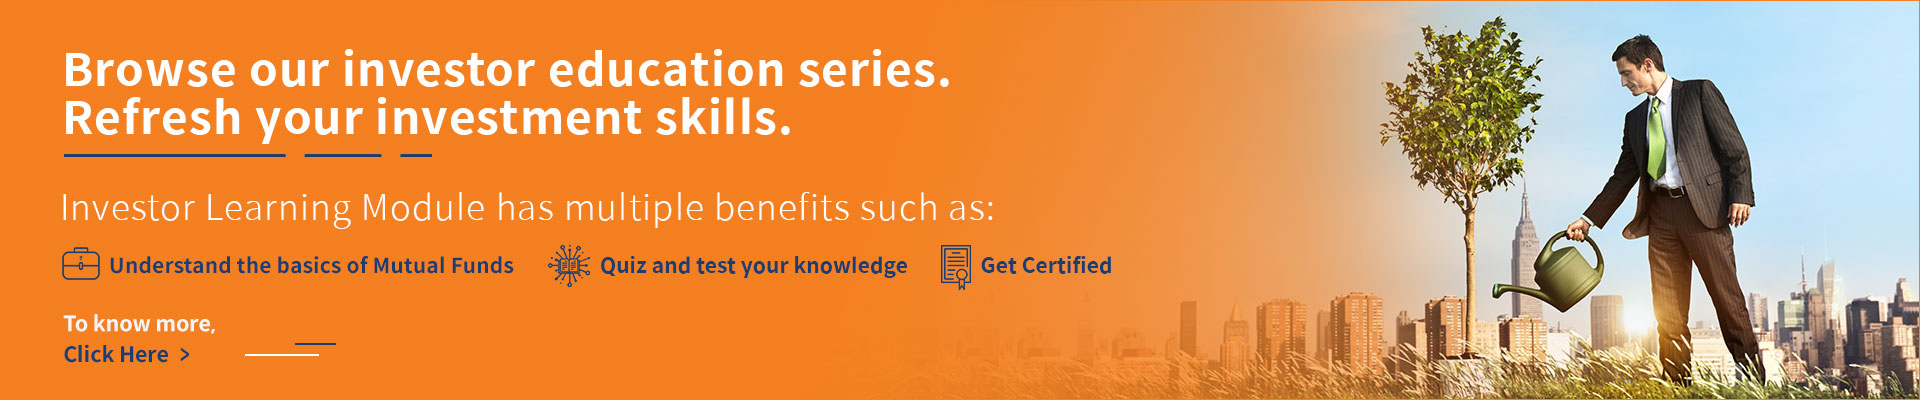 Browse our investor education series.
Refresh your investment skills.
Investor Learning Module has multiple benefits such as:
Understand the basics of Mutual Funds
Quiz and test your knowledge
Get Certified
To know more,
Click Here >